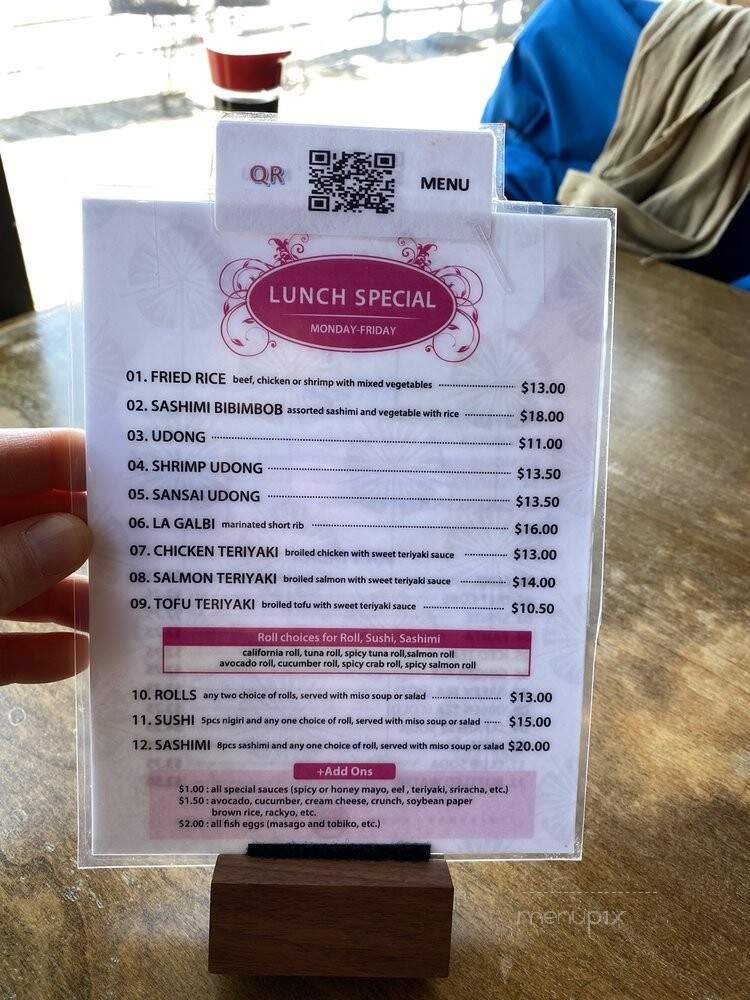 QR MENU
LUNCH SPECIAL
MONDAY-FRIDAY
01. FRIED RICE beef, chicken or shrimp with mixed vegetables $13.00
02. SASHIMI BIBIMBOB assorted sashimi and vegetable with rice $18.00
03. UDONG $11.00
04. SHRIMP UDONG $13.50
05. SANSAI UDONG $13.50
06. LA GALBI marinated short rib $16.00
07. CHICKEN TERIYAKI broiled chicken with sweet teriyaki sauce $13.00
08. SALMON TERIYAKI broiled salmon with sweet teriyaki sauce $14.00
09. TOFU TERIYAKI broiled tofu with sweet teriyaki sauce $10.50
Roll choices for Roll, Sushi, Sashimi
california roll, tuna roll, spicy tuna roll,salmon roll
avocado roll, cucumber roll, spicy crab roll, spicy salmon roll
10. ROLLS any two choice of rolls, served with miso soup or salad $13.00
11. SUSHI 5pcs nigiri and any one choice of roll, served with miso soup or salad $15.00
12. SASHIMI 8pcs sashimi and any one choice of roll, served with miso soup or salad $20.00
+Add Ons
$1.00 : all special sauces (spicy or honey mayo, eel , teriyaki, sriracha, etc.)
$1.50 : avocado, cucumber, cream cheese, crunch, soybean paper
brown rice, rackyo, etc.
$2.00 : all fish eggs (masago and tobiko, etc.)
menupix